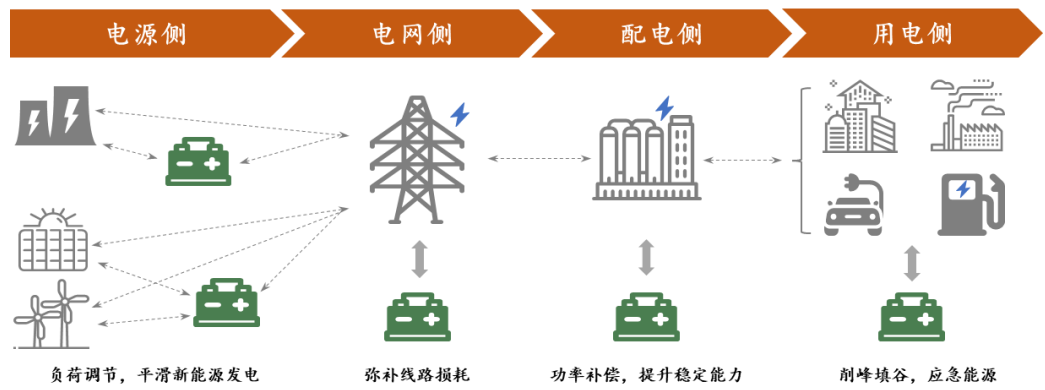 电源侧
电网侧
配电侧
用电侧
负荷调节，平滑新能源发电
弥补线路损耗
功率补偿，提升稳定能力
削峰填谷，应急能源